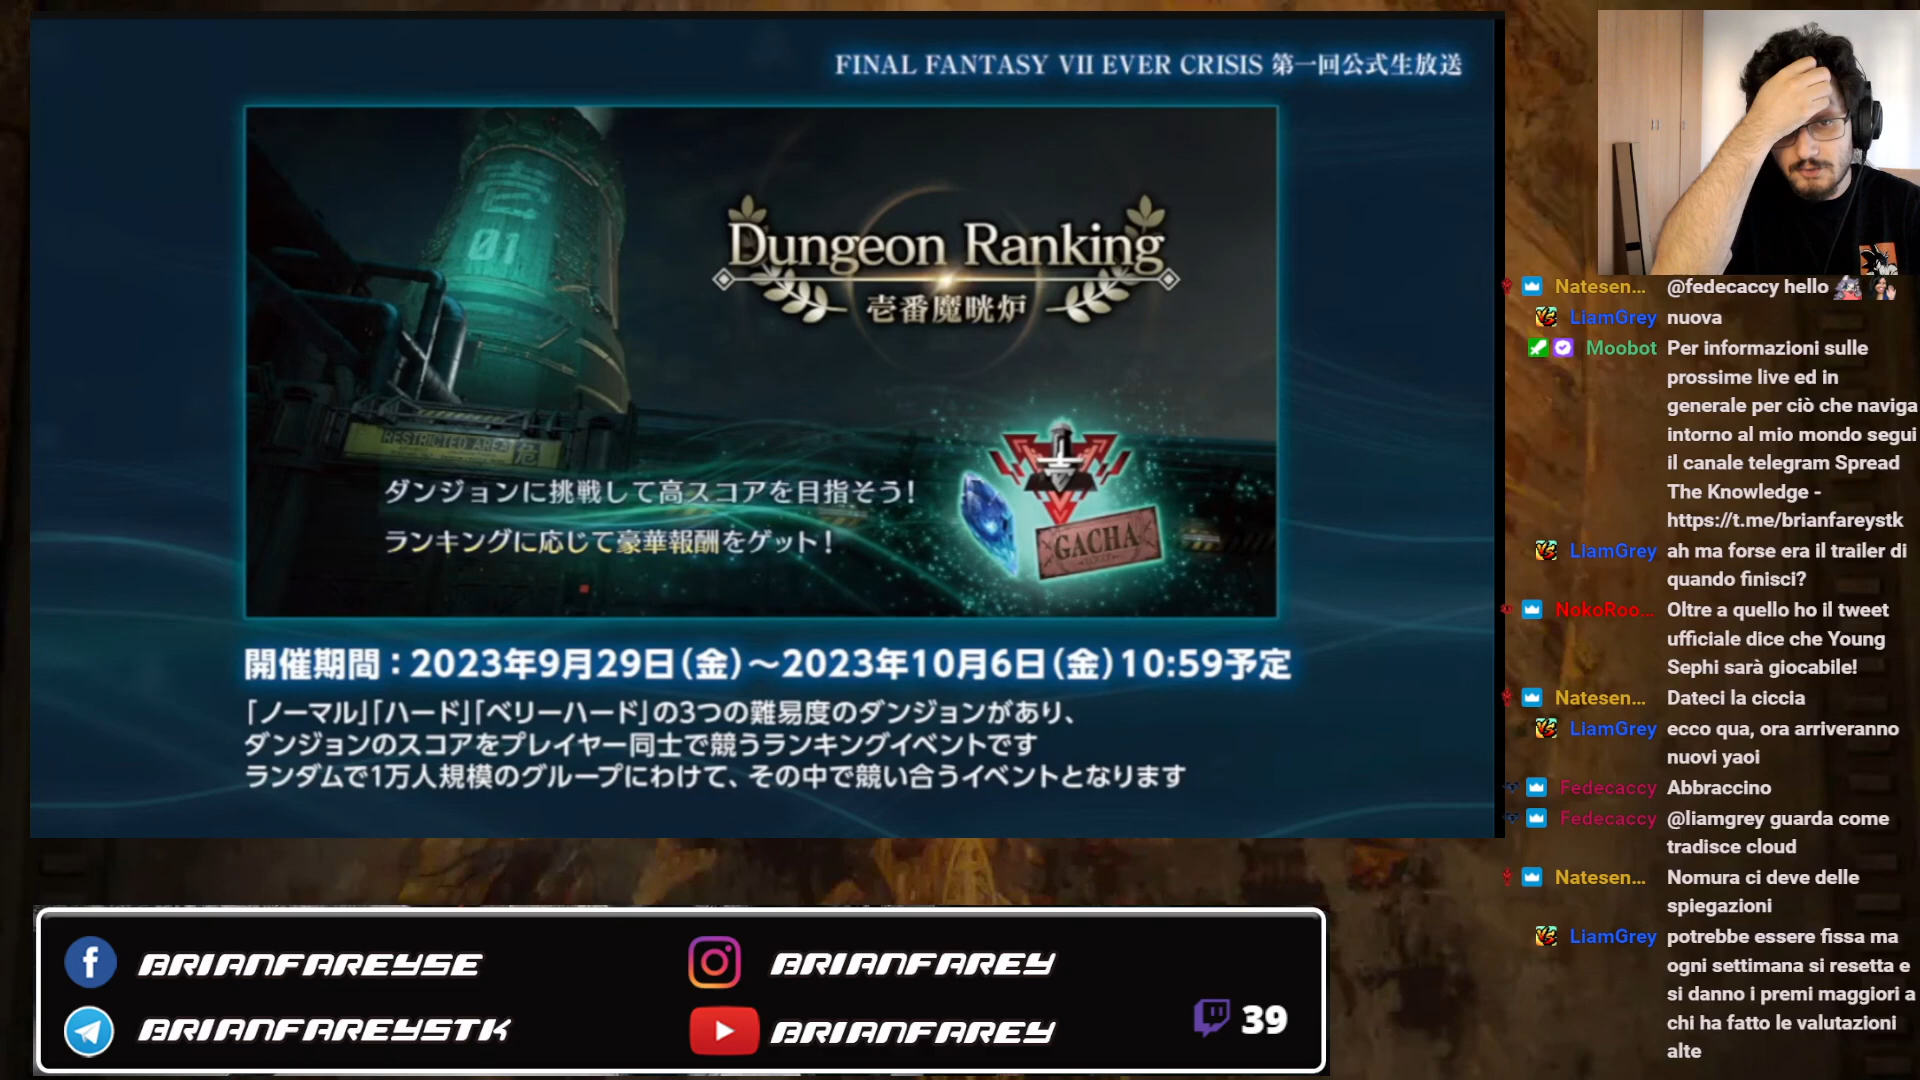 FINAL FANTASY VII EVER CRISIS 第一回公式生放送
壱
01
Dungeon Ranking
壱番魔晄炉
RESTRICTED AREA 危
ダンジョンに挑戦して高スコアを目指そう!
ランキングに応じて豪華報酬をゲット!
GACHA
開催期間:2023年9月29日(金)～2023年10月6日(金)10:59予定
「ノーマル」「ハード」「ベリーハード」の3つの難易度のダンジョンがあり、
ダンジョンのスコアをプレイヤー同士で競うランキングイベントです
ランダムで1万人規模のグループにわけて、その中で競い合うイベントとなります
Natesen... @fedecaccy hello
LiamGrey nuova
Moobot Per informazioni sulle
prossime live ed in
generale per ciò che naviga
intorno al mio mondo segui
il canale telegram Spread
The Knowledge -
https://t.me/brianfareystk
LiamGrey ah ma forse era il trailer di
quando finisci?
NokoRoo... Oltre a quello ho il tweet
ufficiale dice che Young
Sephi sarà giocabile!
Natesen... Dateci la ciccia
LiamGrey ecco qua, ora arriveranno
nuovi yaoi
Fedecaccy Abbraccino
Fedecaccy @liamgrey guarda come
tradisce cloud
Natesen... Nomura ci deve delle
spiegazioni
LiamGrey potrebbe essere fissa ma
ogni settimana si resetta e
si danno i premi maggiori a
chi ha fatto le valutazioni
alte
BRIANFAREYSE
BRIANFAREY
BRIANFAREYSTK
BRIANFAREY
39